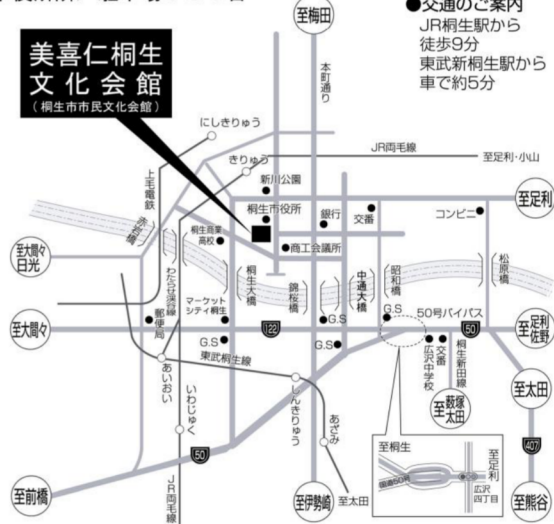 ●交通のご案内
JR桐生駅から
徒歩9分
東武新桐生駅から
車で約5分
至梅田
美喜仁桐生
文化会館
(桐生市市民文化会館)
本町通り
にしきりゅう
JR両毛線
至足利・小山
きりゅう
上毛電鉄
新川公園
至足利
桐生市役所
銀行
交番
コンビニ
桐生商業
高校
商工会議所
至大間々
日光
わたらせ渓谷線
桐生大橋
錦桜橋
中通大橋
昭和橋
松原橋
マーケット
シティ桐生
郵便局
G.S
G.S
50号バイパス
至大間々
122
50
至足利
佐野
G.S
G.S
東武桐生線
広沢中学校
交番
桐生新田線
あいおい
いわじゅく
しんきりゅう
あざみ
至藪塚
太田
至太田
至桐生
至足利
国道50号
広沢
四丁目
407
50
至前橋
JR両毛線
至伊勢崎
至太田
至熊谷